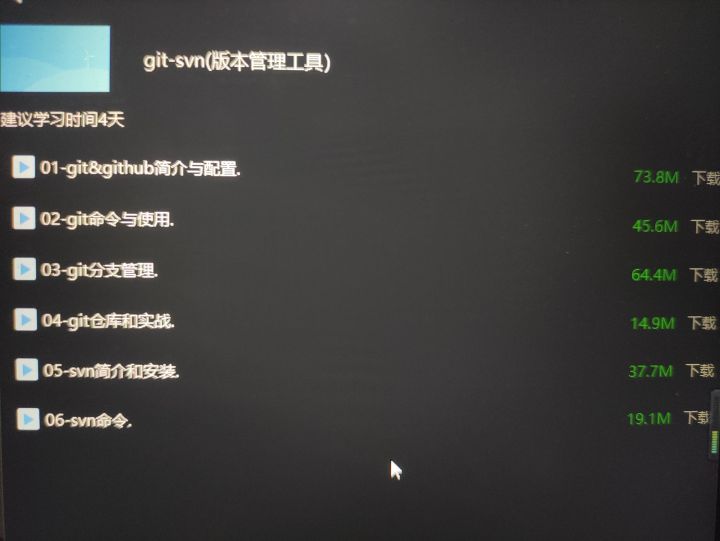 git-svn(版本管理工具)
建议学习时间4天
01-git&github简介与配置. 73.8M 下载
02-git命令与使用. 45.6M 下载
03-git分支管理. 64.4M 下载
04-git仓库和实战. 14.9M 下载
05-svn简介和安装. 37.7M 下载
06-svn命令. 19.1M 下载